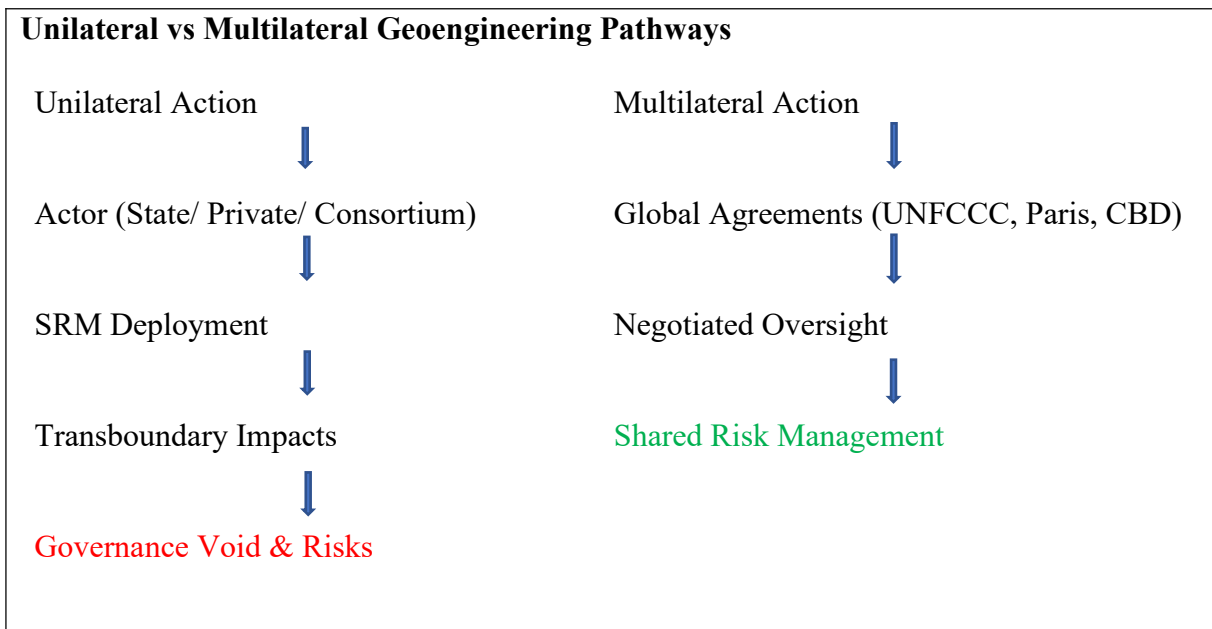 Unilateral vs Multilateral Geoengineering Pathways
Unilateral Action
Actor (State/ Private/ Consortium)
SRM Deployment
Transboundary Impacts
Governance Void & Risks
Multilateral Action
Global Agreements (UNFCCC, Paris, CBD)
Negotiated Oversight
Shared Risk Management